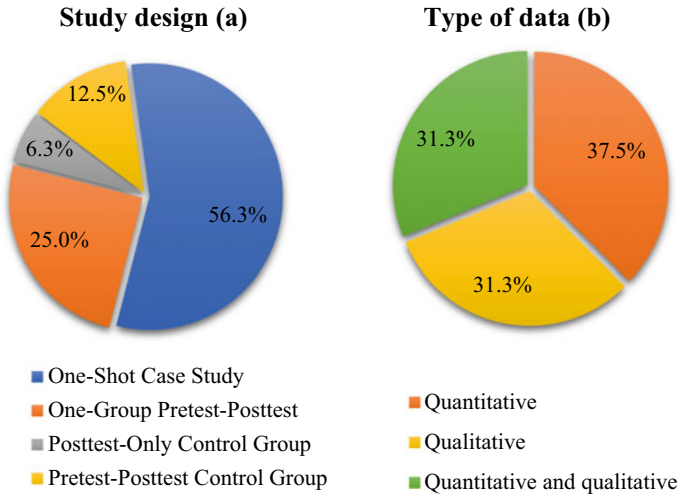 Study design (a)
12.5%
6.3%
25.0%
56.3%
One-Shot Case Study
One-Group Pretest-Posttest
Posttest-Only Control Group
Pretest-Posttest Control Group
Type of data (b)
31.3%
37.5%
31.3%
Quantitative
Qualitative
Quantitative and qualitative